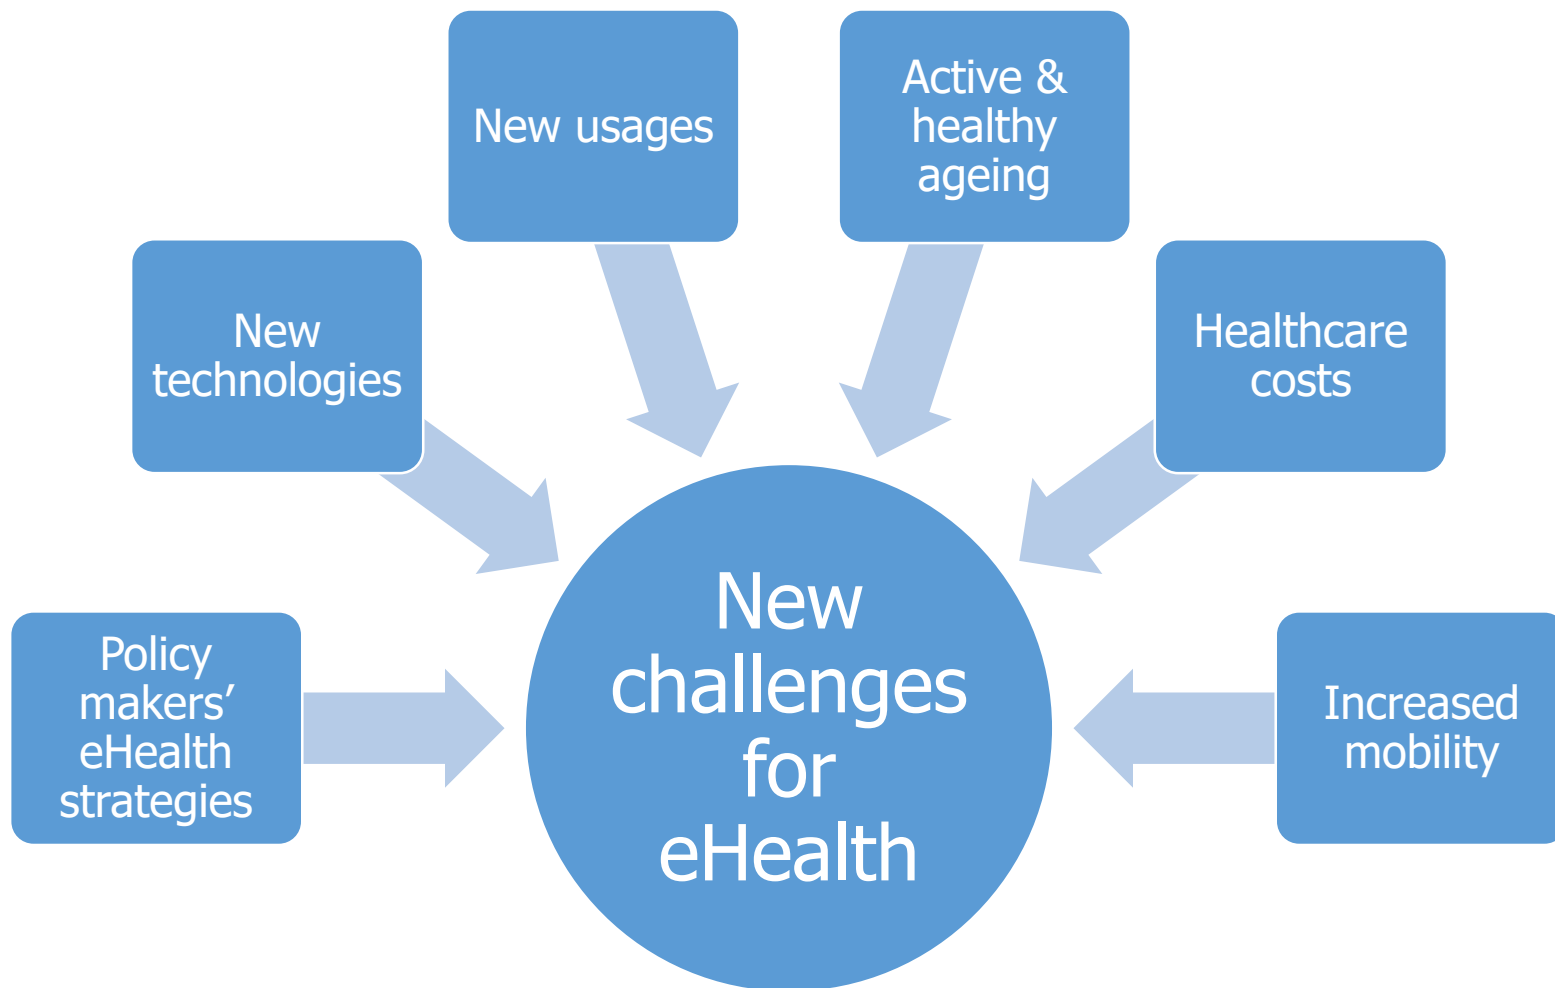 New usages
Active &
healthy
ageing
New
technologies
Healthcare
costs
Policy
makers’
eHealth
strategies
New
challenges
for
eHealth
Increased
mobility